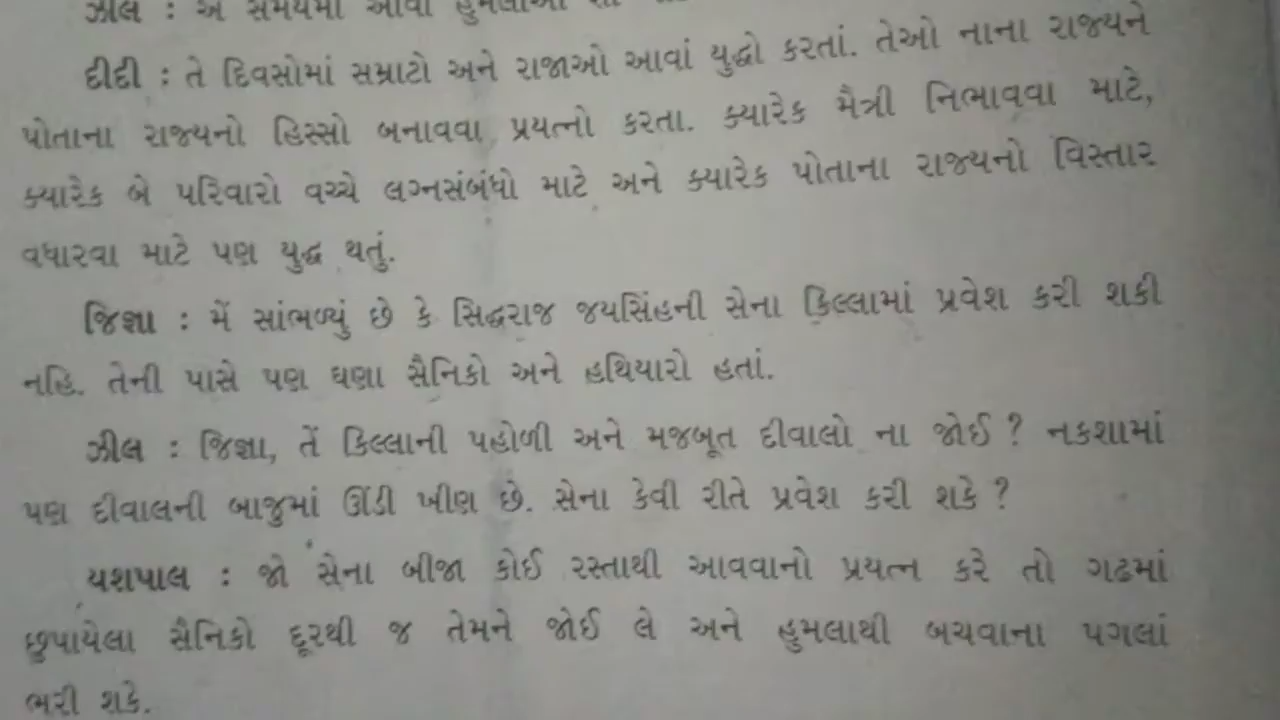 ઝીલ : એ સમયમાં આવા હુમલાઓ
દીદી : તે દિવસોમાં સમ્રાટો અને રાજાઓ આવાં યુદ્ધો કરતાં. તેઓ નાના રાજ્યને
પોતાના રાજ્યનો હિસ્સો બનાવવા પ્રયત્નો કરતા. ક્યારેક મૈત્રી નિભાવવા માટે,
ક્યારેક બે પરિવારો વચ્ચે લગ્નસંબંધો માટે અને ક્યારેક પોતાના રાજ્યનો વિસ્તાર
વધારવા માટે પણ યુદ્ધ થતું.
જિજ્ઞા : મેં સાંભળ્યું છે કે સિદ્ધરાજ જયસિંહની સેના કિલ્લામાં પ્રવેશ કરી શકી
નહિ. તેની પાસે પણ ઘણા સૈનિકો અને હથિયારો હતાં.
ઝીલ : જિજ્ઞા, તેં કિલ્લાની પહોળી અને મજબૂત દીવાલો ના જોઈ ? નકશામાં
પણ દીવાલની બાજુમાં ઊંડી ખીણ છે. સેના કેવી રીતે પ્રવેશ કરી શકે ?
યશપાલ : જો સેના બીજા કોઈ રસ્તાથી આવવાનો પ્રયત્ન કરે તો ગઢમાં
છુપાયેલા સૈનિકો દૂરથી જ તેમને જોઈ લે અને હુમલાથી બચવાના પગલાં
ભરી શકે.